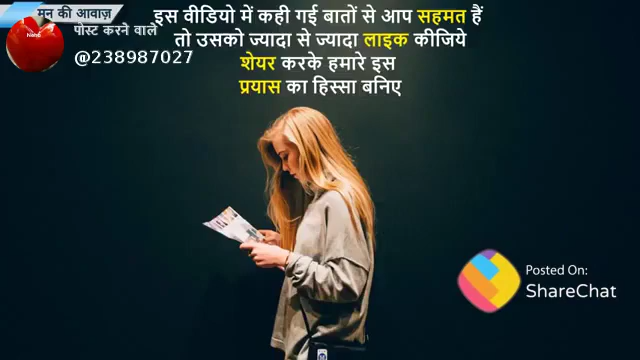 मन की आवाज़
इस वीडियो में कही गई बातों से आप सहमत हैं
पोस्ट करने वाले
तो उसको ज्यादा से ज्यादा लाइक कीजिये
@238987027
शेयर करके हमारे इस
प्रयास का हिस्सा बनिए
Posted On:
ShareChat